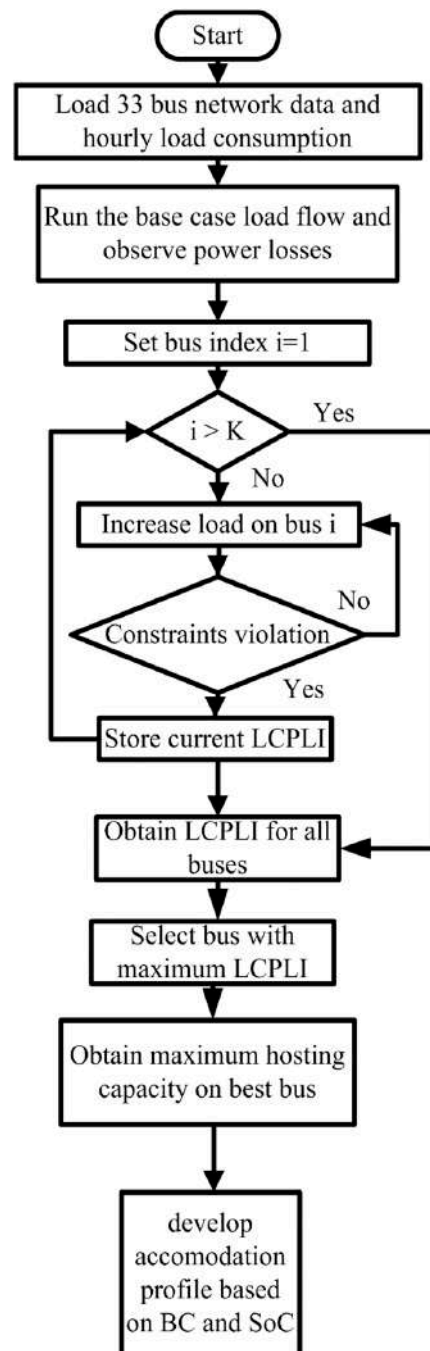 Start
Load 33 bus network data and
hourly load consumption
Run the base case load flow and
observe power losses
Set bus index i=1
i > K
Yes
No
Increase load on bus i
Constraints violation
No
Yes
Store current LCPLI
Obtain LCPLI for all
buses
Select bus with
maximum LCPLI
Obtain maximum hosting
capacity on best bus
develop
accomodation
profile based
on BC and SoC